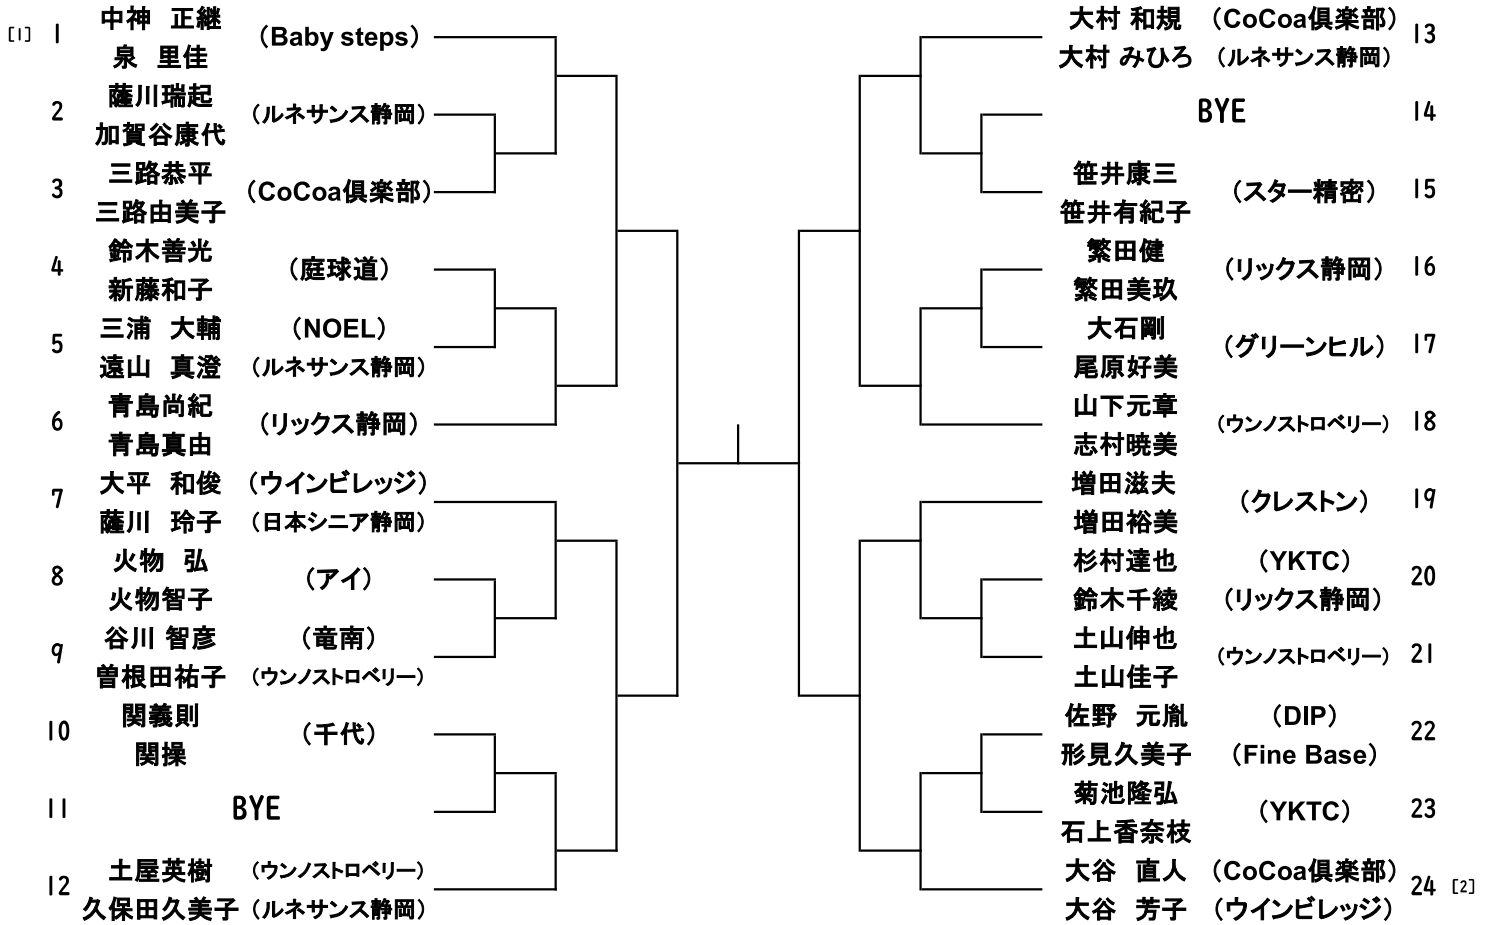 [1] 1 中神 正継 (Baby steps)
泉 里佳
2 薩川瑞起 (ルネサンス静岡)
加賀谷康代
3 三路恭平 (CoCoa倶楽部)
三路由美子
4 鈴木善光 (庭球道)
新藤和子
5 三浦 大輔 (NOEL)
遠山 真澄 (ルネサンス静岡)
6 青島尚紀 (リックス静岡)
青島真由
7 大平 和俊 (ウインビレッジ)
薩川 玲子 (日本シニア静岡)
8 火物 弘 (アイ)
火物智子
9 谷川 智彦 (竜南)
曽根田祐子 (ウンノストロベリー)
10 関義則 (千代)
関操
11 BYE
12 土屋英樹 (ウンノストロベリー)
久保田久美子 (ルネサンス静岡)
大村 和規 (CoCoa倶楽部) 13
大村 みひろ (ルネサンス静岡)
BYE 14
笹井康三 (スター精密) 15
笹井有紀子
繁田健 (リックス静岡) 16
繁田美玖
大石剛 (グリーンヒル) 17
尾原好美
山下元章 (ウンノストロベリー) 18
志村暁美
増田滋夫 (クレストン) 19
増田裕美
杉村達也 (YKTC) 20
鈴木千綾 (リックス静岡)
土山伸也 (ウンノストロベリー) 21
土山佳子
佐野 元胤 (DIP) 22
形見久美子 (Fine Base)
菊池隆弘 (YKTC) 23
石上香奈枝
大谷 直人 (CoCoa倶楽部) 24 [2]
大谷 芳子 (ウインビレッジ)